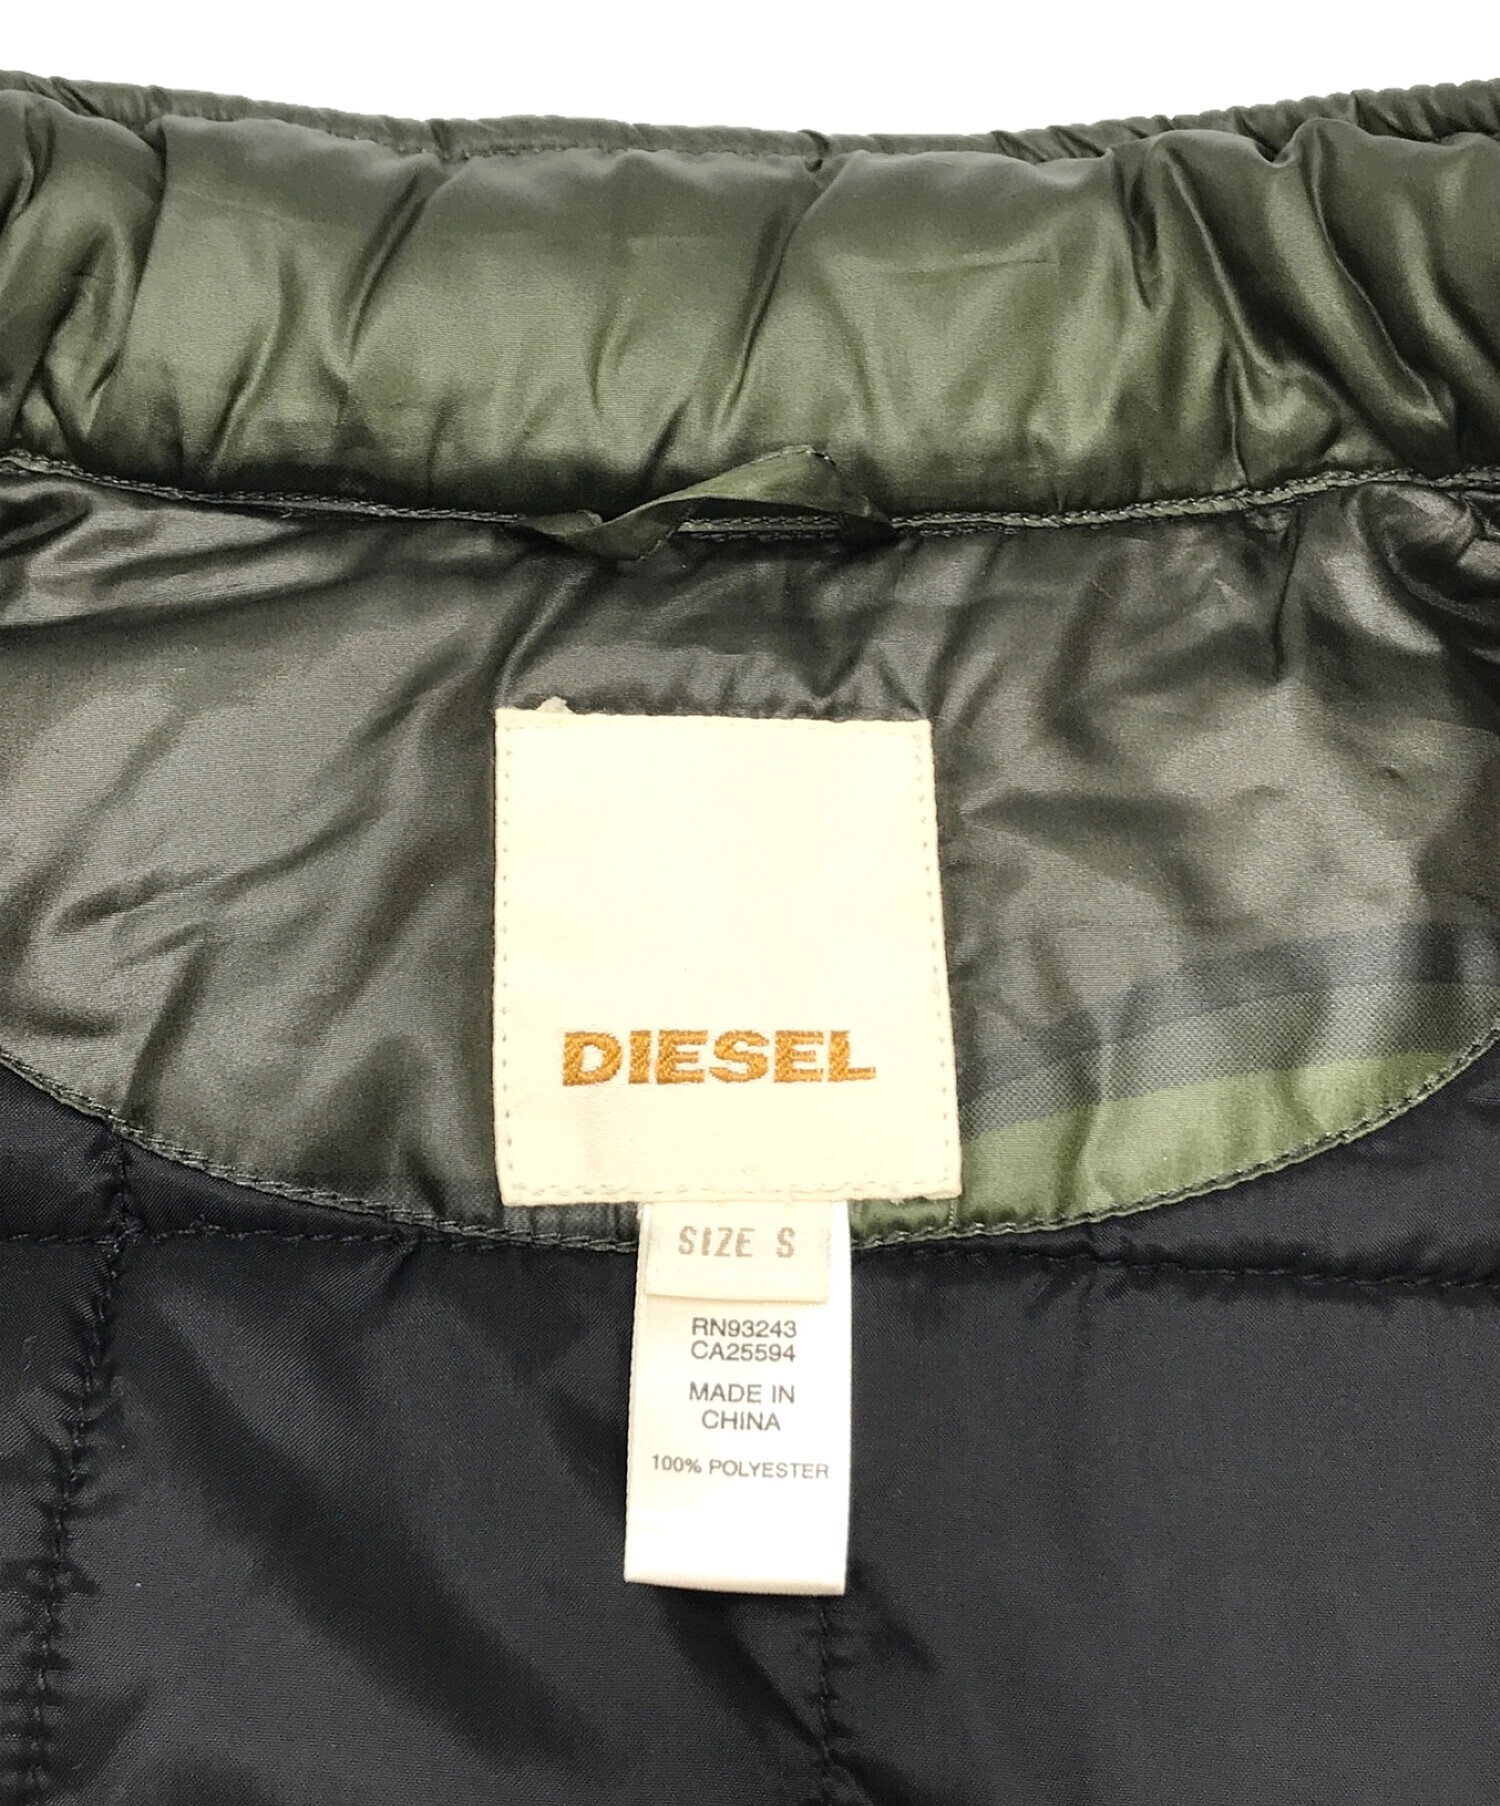 DIESEL
SIZE S
RN93243
CA25594
MADE IN
CHINA
100% POLYESTER